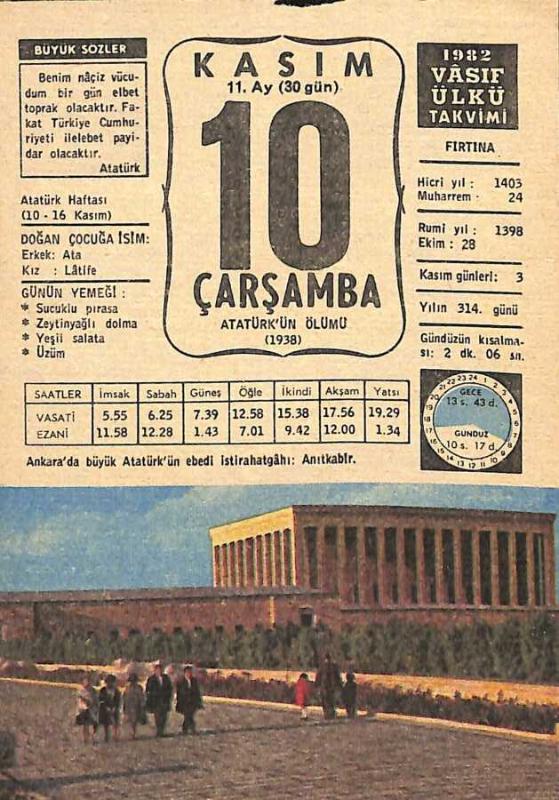 BÜYÜK SÖZLER
Benim nâçiz vücu-
dum bir gün elbet
toprak olacaktır. Fa-
kat Türkiye Cumhu-
riyeti ilelebet payi-
dar olacaktır.
Atatürk
Atatürk Haftası
(10 - 16 Kasım)
DOĞAN ÇOCUĞA İSİM:
Erkek: Ata
Kız : Lâtife
GÜNÜN YEMEĞİ :
* Sucuklu pırasa
* Zeytinyağlı dolma
* Yeşil salata
* Üzüm
KASIM
11. Ay (30 gün)
10
ÇARŞAMBA
ATATÜRK'ÜN ÖLÜMÜ
(1938)
1982
VÂSIF
ÜLKÜ
TAKVİMİ
FIRTINA
Hicri yıl : 1403
Muharrem · 24
Rumi yıl : 1398
Ekim : 28
Kasım günleri: 3
Yılın 314. günü
Gündüzün kısalma-
sı: 2 dk. 06 sn.
SAATLER İmsak Sabah Güneş Öğle İkindi Akşam Yatsı
VASATİ 5.55 6.25 7.39 12.58 15.38 17.56 19.29
EZANİ 11.58 12.28 1.43 7.01 9.42 12.00 1.34
GECE
13 s. 43 d.
GÜNDÜZ
10 s. 17 d.
Ankara'da büyük Atatürk'ün ebedi istirahatgâhı: Anıtkabir.